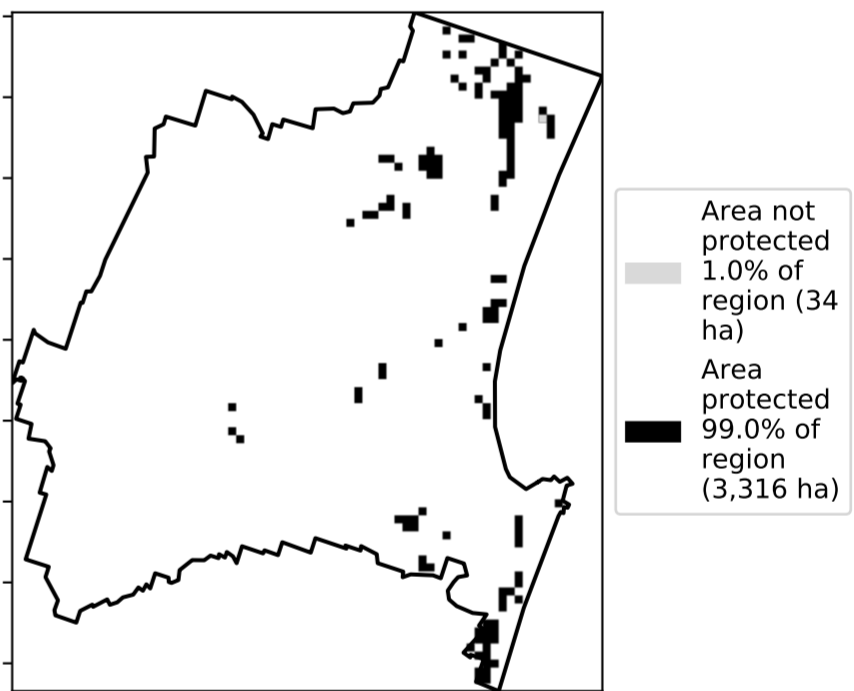 Area not
protected
1.0% of
region (34
ha)
Area
protected
99.0% of
region
(3,316 ha)